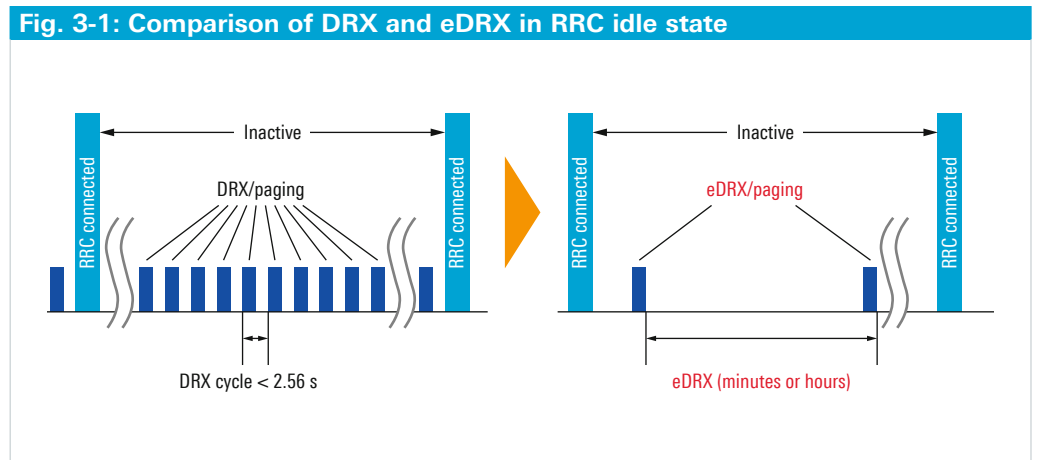 Fig. 3-1: Comparison of DRX and eDRX in RRC idle state
RRC connected
Inactive
DRX/paging
RRC connected
DRX cycle < 2.56 s
RRC connected
Inactive
eDRX/paging
RRC connected
eDRX (minutes or hours)